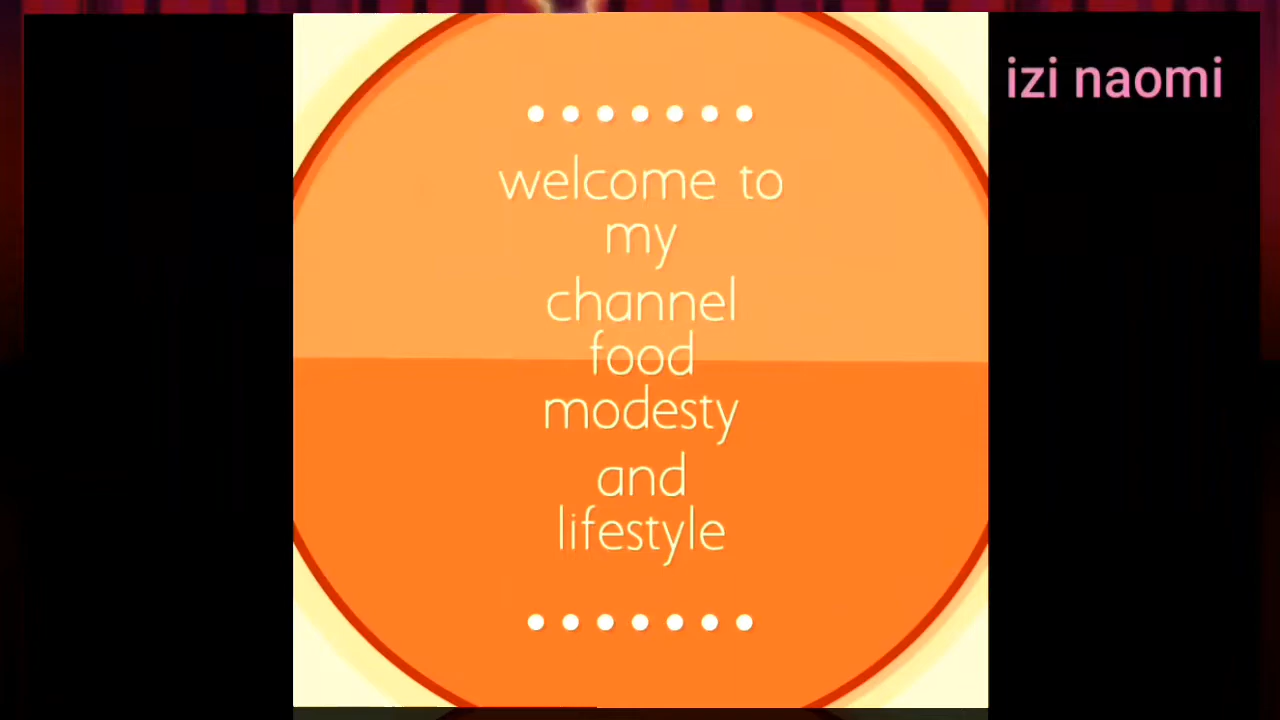 izi naomi
welcome to
my
channel
food
modesty
and
lifestyle